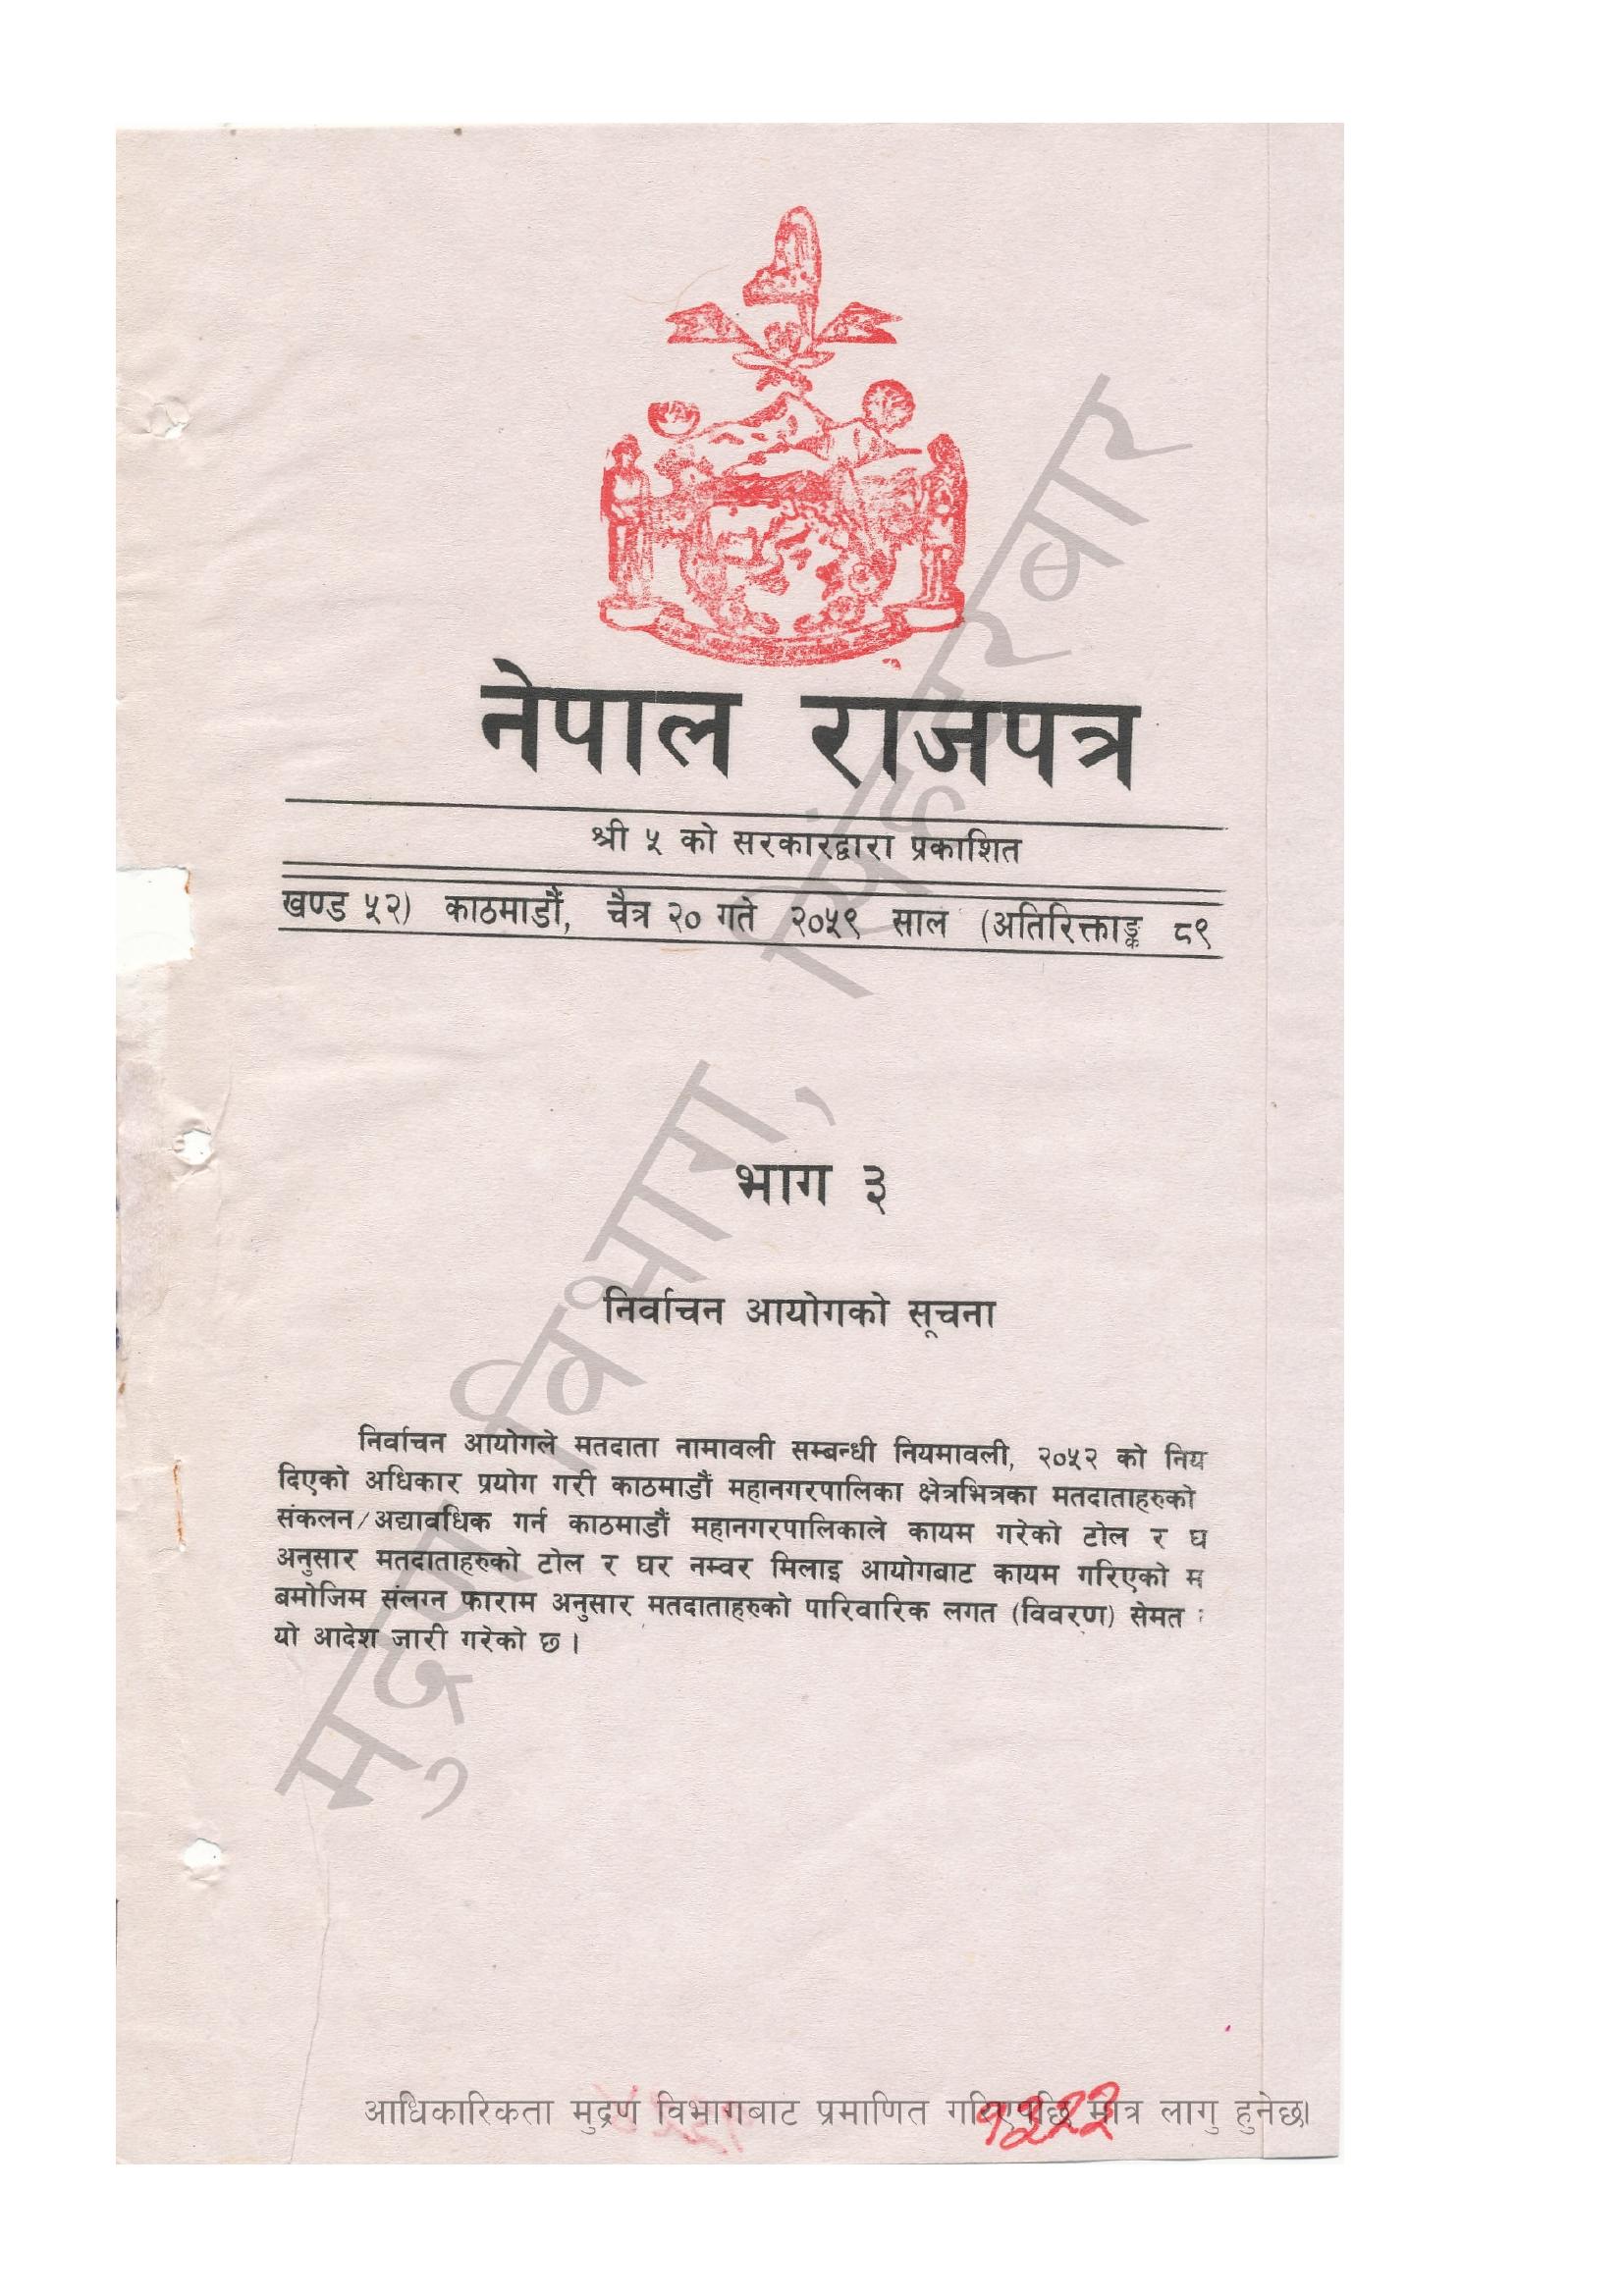 नेपाल राजपत्र
श्री ५ को सरकारद्वारा प्रकाशित
खण्ड ५२) काठमाडौं, चैत्र २० गते २०५९ साल (अतिरिक्ताङ्क ८९
भाग ३
निर्वाचन आयोगको सूचना
निर्वाचन आयोगले मतदाता नामावली सम्बन्धी नियमावली, २०५२ को निय
दिएको अधिकार प्रयोग गरी काठमाडौं महानगरपालिका क्षेत्रभित्रका मतदाताहरुको
संकलन/अद्यावधिक गर्न काठमाडौं महानगरपालिकाले कायम गरेको टोल र घ
अनुसार मतदाताहरुको टोल र घर नम्वर मिलाइ आयोगबाट कायम गरिएको म
बमोजिम संलग्न फाराम अनुसार मतदाताहरुको पारिवारिक लगत (विवरण) सेमत
यो आदेश जारी गरेको छ ।
मुद्रण विभाग, सिंहदरबार
आधिकारिकता मुद्रण विभागबाट प्रमाणित गरिएपछि मात्र लागु हुनेछ।